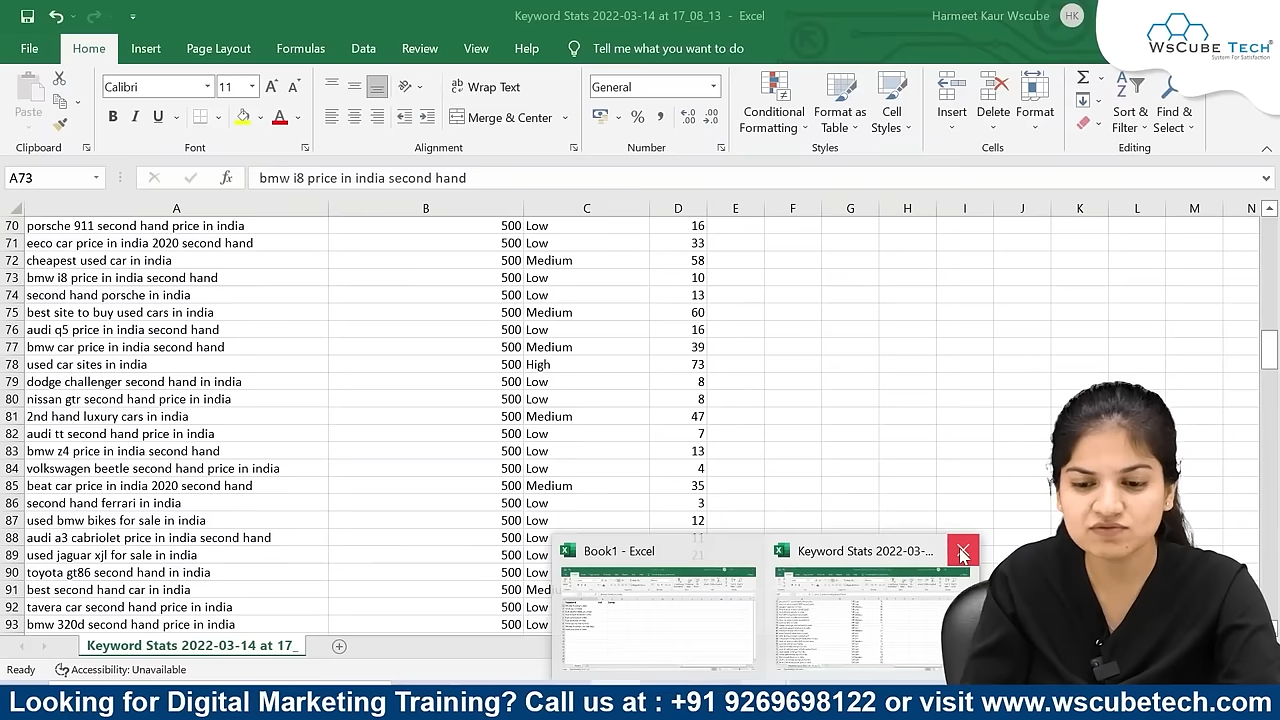 Keyword Stats 2022-03-14 at 17_08_13 - Excel
Harmeet Kaur Wscube HK
WsCube Tech
System For Satisfaction
File Home Insert Page Layout Formulas Data Review View Help Tell me what you want to do
Calibri 11 Wrap Text General
Paste B I U Merge & Center % Conditional Formatting Format as Table Cell Styles Insert Delete Format Sort & Filter Find & Select
Clipboard Font Alignment Number Styles Cells Editing
A73 fx bmw i8 price in india second hand
A B C D E F G H I J K L M N
70 porsche 911 second hand price in india 500 Low 16
71 eeco car price in india 2020 second hand 500 Low 33
72 cheapest used car in india 500 Medium 58
73 bmw i8 price in india second hand 500 Low 10
74 second hand porsche in india 500 Low 13
75 best site to buy used cars in india 500 Medium 60
76 audi q5 price in india second hand 500 Low 16
77 bmw car price in india second hand 500 Medium 39
78 used car sites in india 500 High 73
79 dodge challenger second hand in india 500 Low 8
80 nissan gtr second hand price in india 500 Low 8
81 2nd hand luxury cars in india 500 Medium 47
82 audi tt second hand price in india 500 Low 7
83 bmw z4 price in india second hand 500 Low 13
84 volkswagen beetle second hand price in india 500 Low 4
85 beat car price in india 2020 second hand 500 Medium 35
86 second hand ferrari in india 500 Low 3
87 used bmw bikes for sale in india 500 Low 12
88 audi a3 cabriolet price in india second hand 500 Low 11
89 used jaguar xjl for sale in india 500 Low 21
90 toyota gt86 second hand in india 500 Low
91 best second hand car in india 500 Med
92 tavera car second hand price in india 500 Low
93 bmw 320d second hand price in india 500 Low
Book1 - Excel
Keyword Stats 2022-03-...
Keyword Stats 2022-03-14 at 17_
Ready Accessibility: Unavailable
Looking for Digital Marketing Training? Call us at : +91 9269698122 or visit www.wscubetech.com